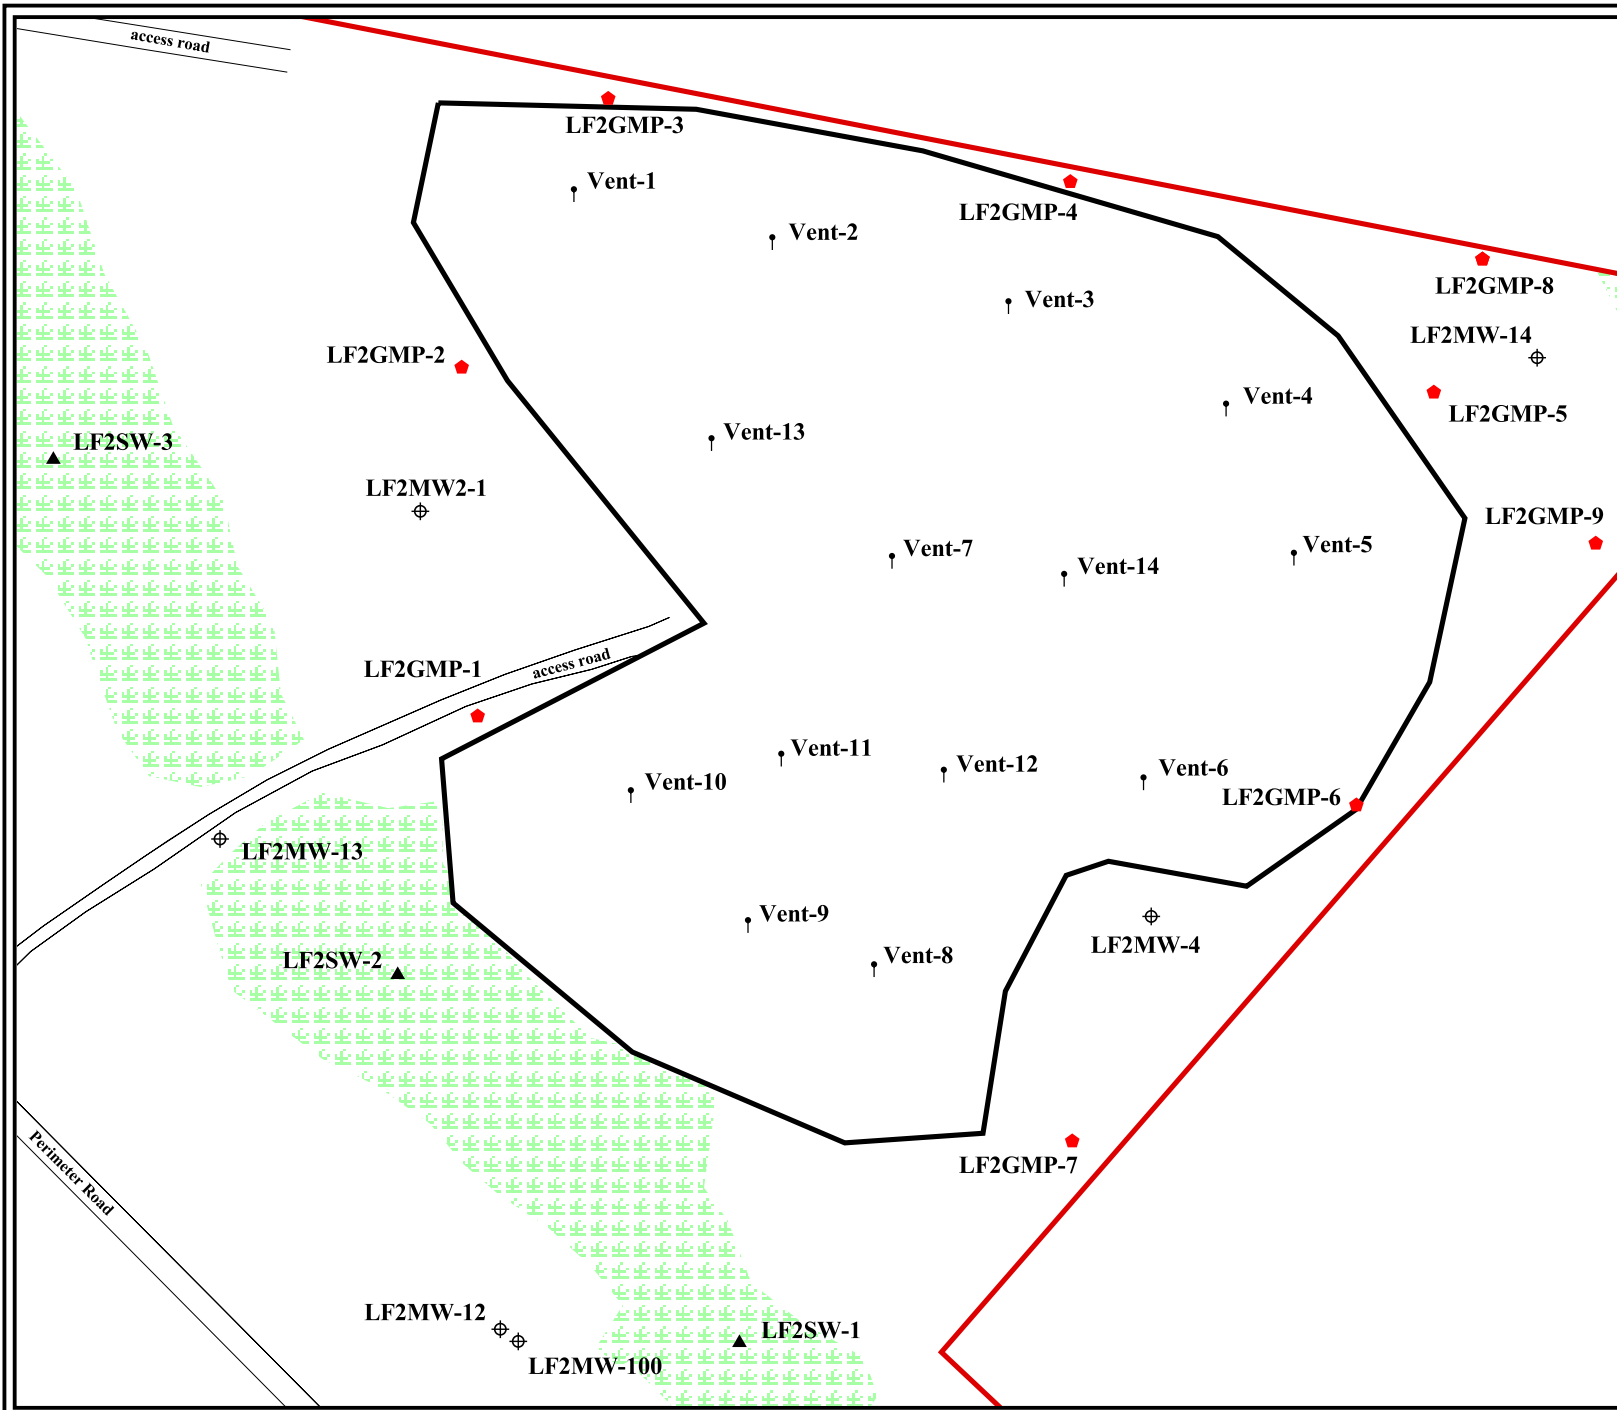 access road
LF2GMP-3
Vent-1
LF2GMP-4
Vent-2
LF2GMP-8
Vent-3
LF2MW-14
LF2GMP-2
Vent-4
LF2GMP-5
Vent-13
LF2SW-3
LF2MW2-1
LF2GMP-9
Vent-5
Vent-7
Vent-14
access road
LF2GMP-1
Vent-11
Vent-12
Vent-6
Vent-10
LF2GMP-6
LF2MW-13
Vent-9
LF2MW-4
Vent-8
LF2SW-2
LF2GMP-7
Perimeter Road
LF2MW-12
LF2SW-1
LF2MW-100